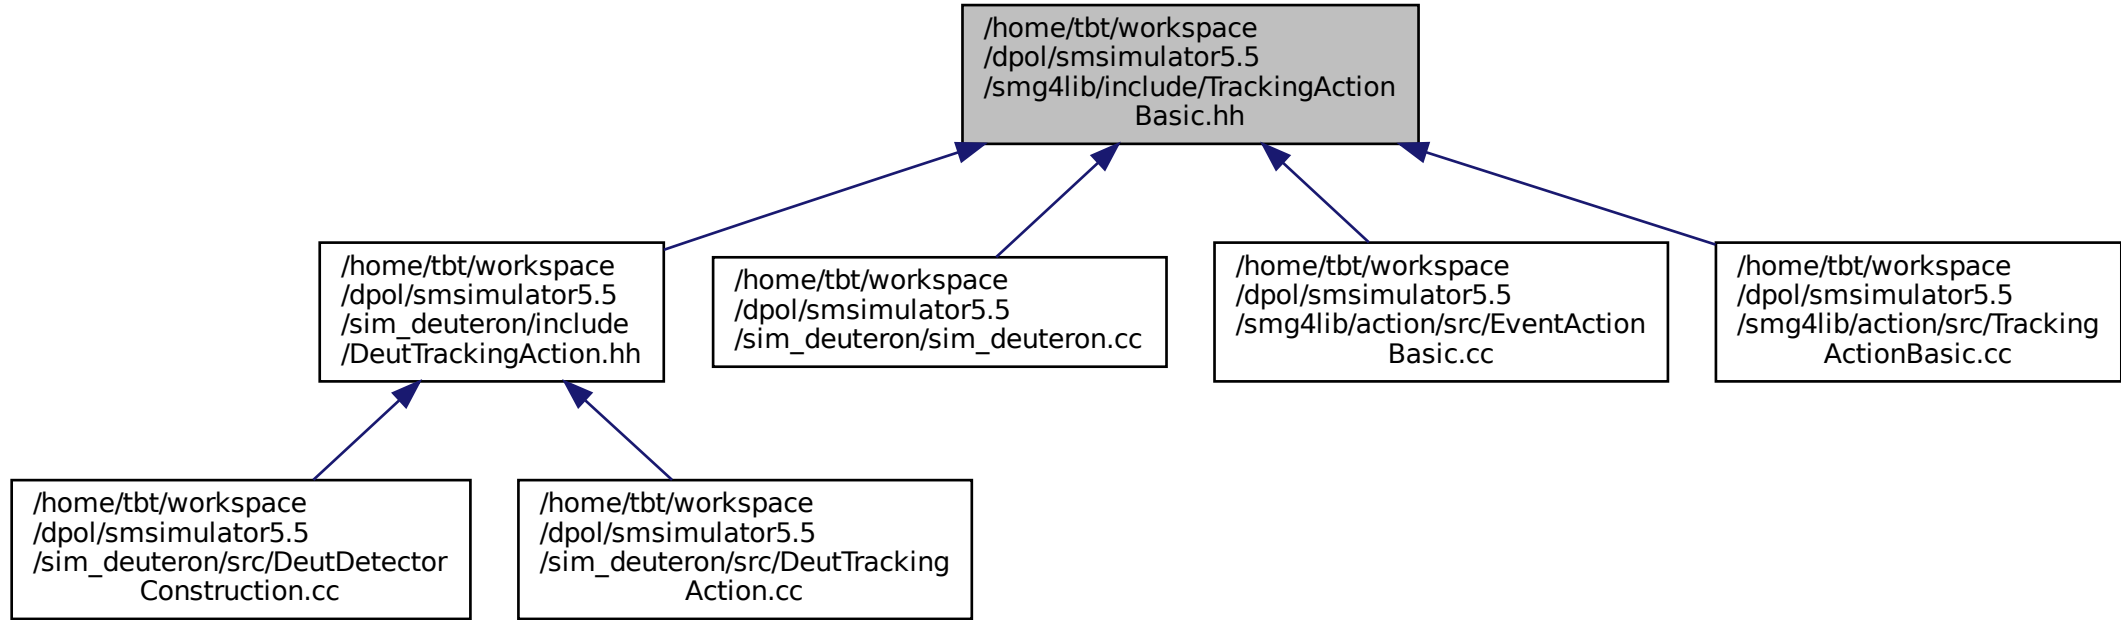 /home/tbt/workspace
/dpol/smsimulator5.5
/smg4lib/include/TrackingAction
Basic.hh
/home/tbt/workspace
/dpol/smsimulator5.5
/sim_deuteron/include
/DeutTrackingAction.hh
/home/tbt/workspace
/dpol/smsimulator5.5
/sim_deuteron/sim_deuteron.cc
/home/tbt/workspace
/dpol/smsimulator5.5
/smg4lib/action/src/EventAction
Basic.cc
/home/tbt/workspace
/dpol/smsimulator5.5
/smg4lib/action/src/Tracking
ActionBasic.cc
/home/tbt/workspace
/dpol/smsimulator5.5
/sim_deuteron/src/DeutDetector
Construction.cc
/home/tbt/workspace
/dpol/smsimulator5.5
/sim_deuteron/src/DeutTracking
Action.cc